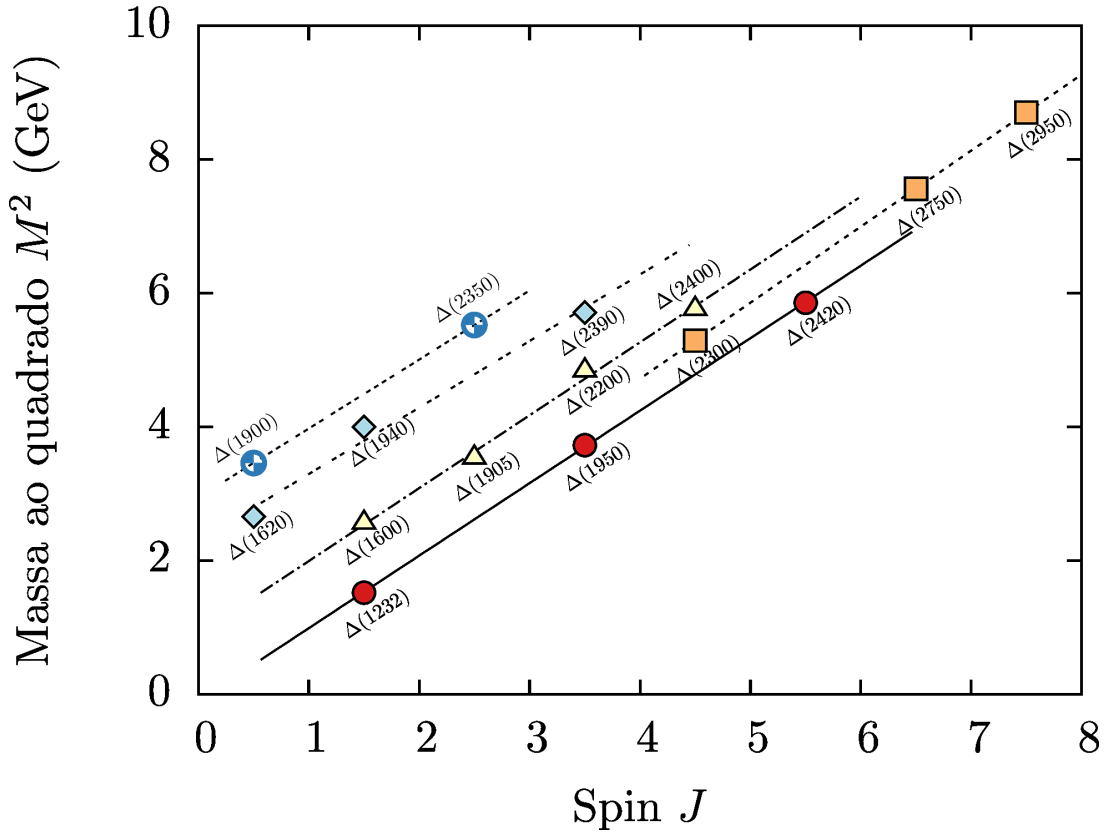 Massa ao quadrado M² (GeV)
10
8
6
4
2
0
Δ(2950)
Δ(2750)
Δ(2400)
Δ(2350)
Δ(2420)
Δ(2390)
Δ(2300)
Δ(2200)
Δ(1900)
Δ(1940)
Δ(1905)
Δ(1950)
Δ(1620)
Δ(1600)
Δ(1232)
0 1 2 3 4 5 6 7 8
Spin J